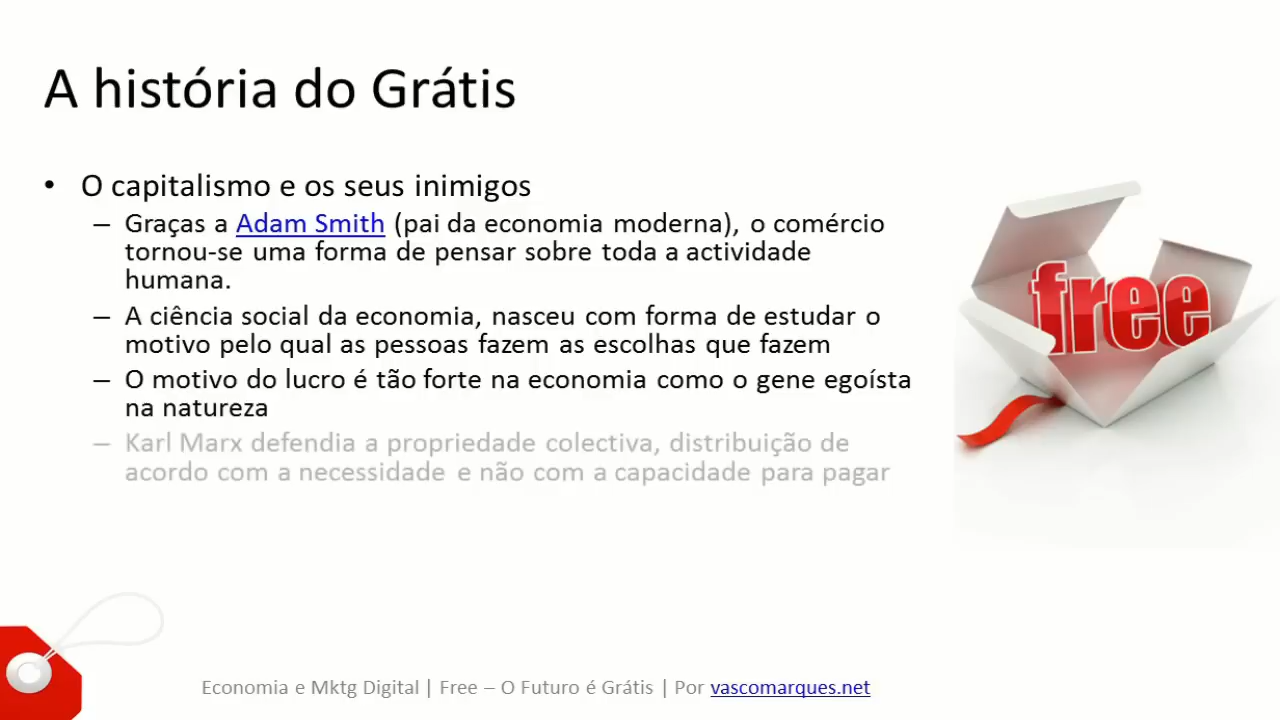 A história do Grátis
• O capitalismo e os seus inimigos
– Graças a Adam Smith (pai da economia moderna), o comércio
tornou-se uma forma de pensar sobre toda a actividade
humana.
– A ciência social da economia, nasceu com forma de estudar o
motivo pelo qual as pessoas fazem as escolhas que fazem
– O motivo do lucro é tão forte na economia como o gene egoísta
na natureza
– Karl Marx defendia a propriedade colectiva, distribuição de
acordo com a necessidade e não com a capacidade para pagar
free
Economia e Mktg Digital | Free – O Futuro é Grátis | Por vascomarques.net